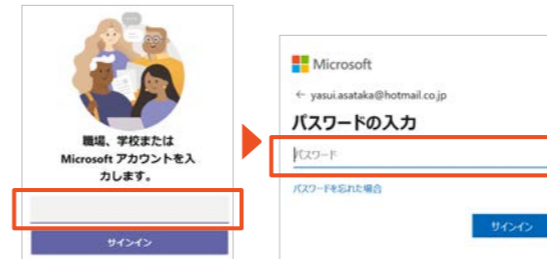 職場、学校または
Microsoft アカウントを入
力します。
サインイン
Microsoft
← yasui.asataka@hotmail.co.jp
パスワードの入力
パスワード
パスワードを忘れた場合
サインイン